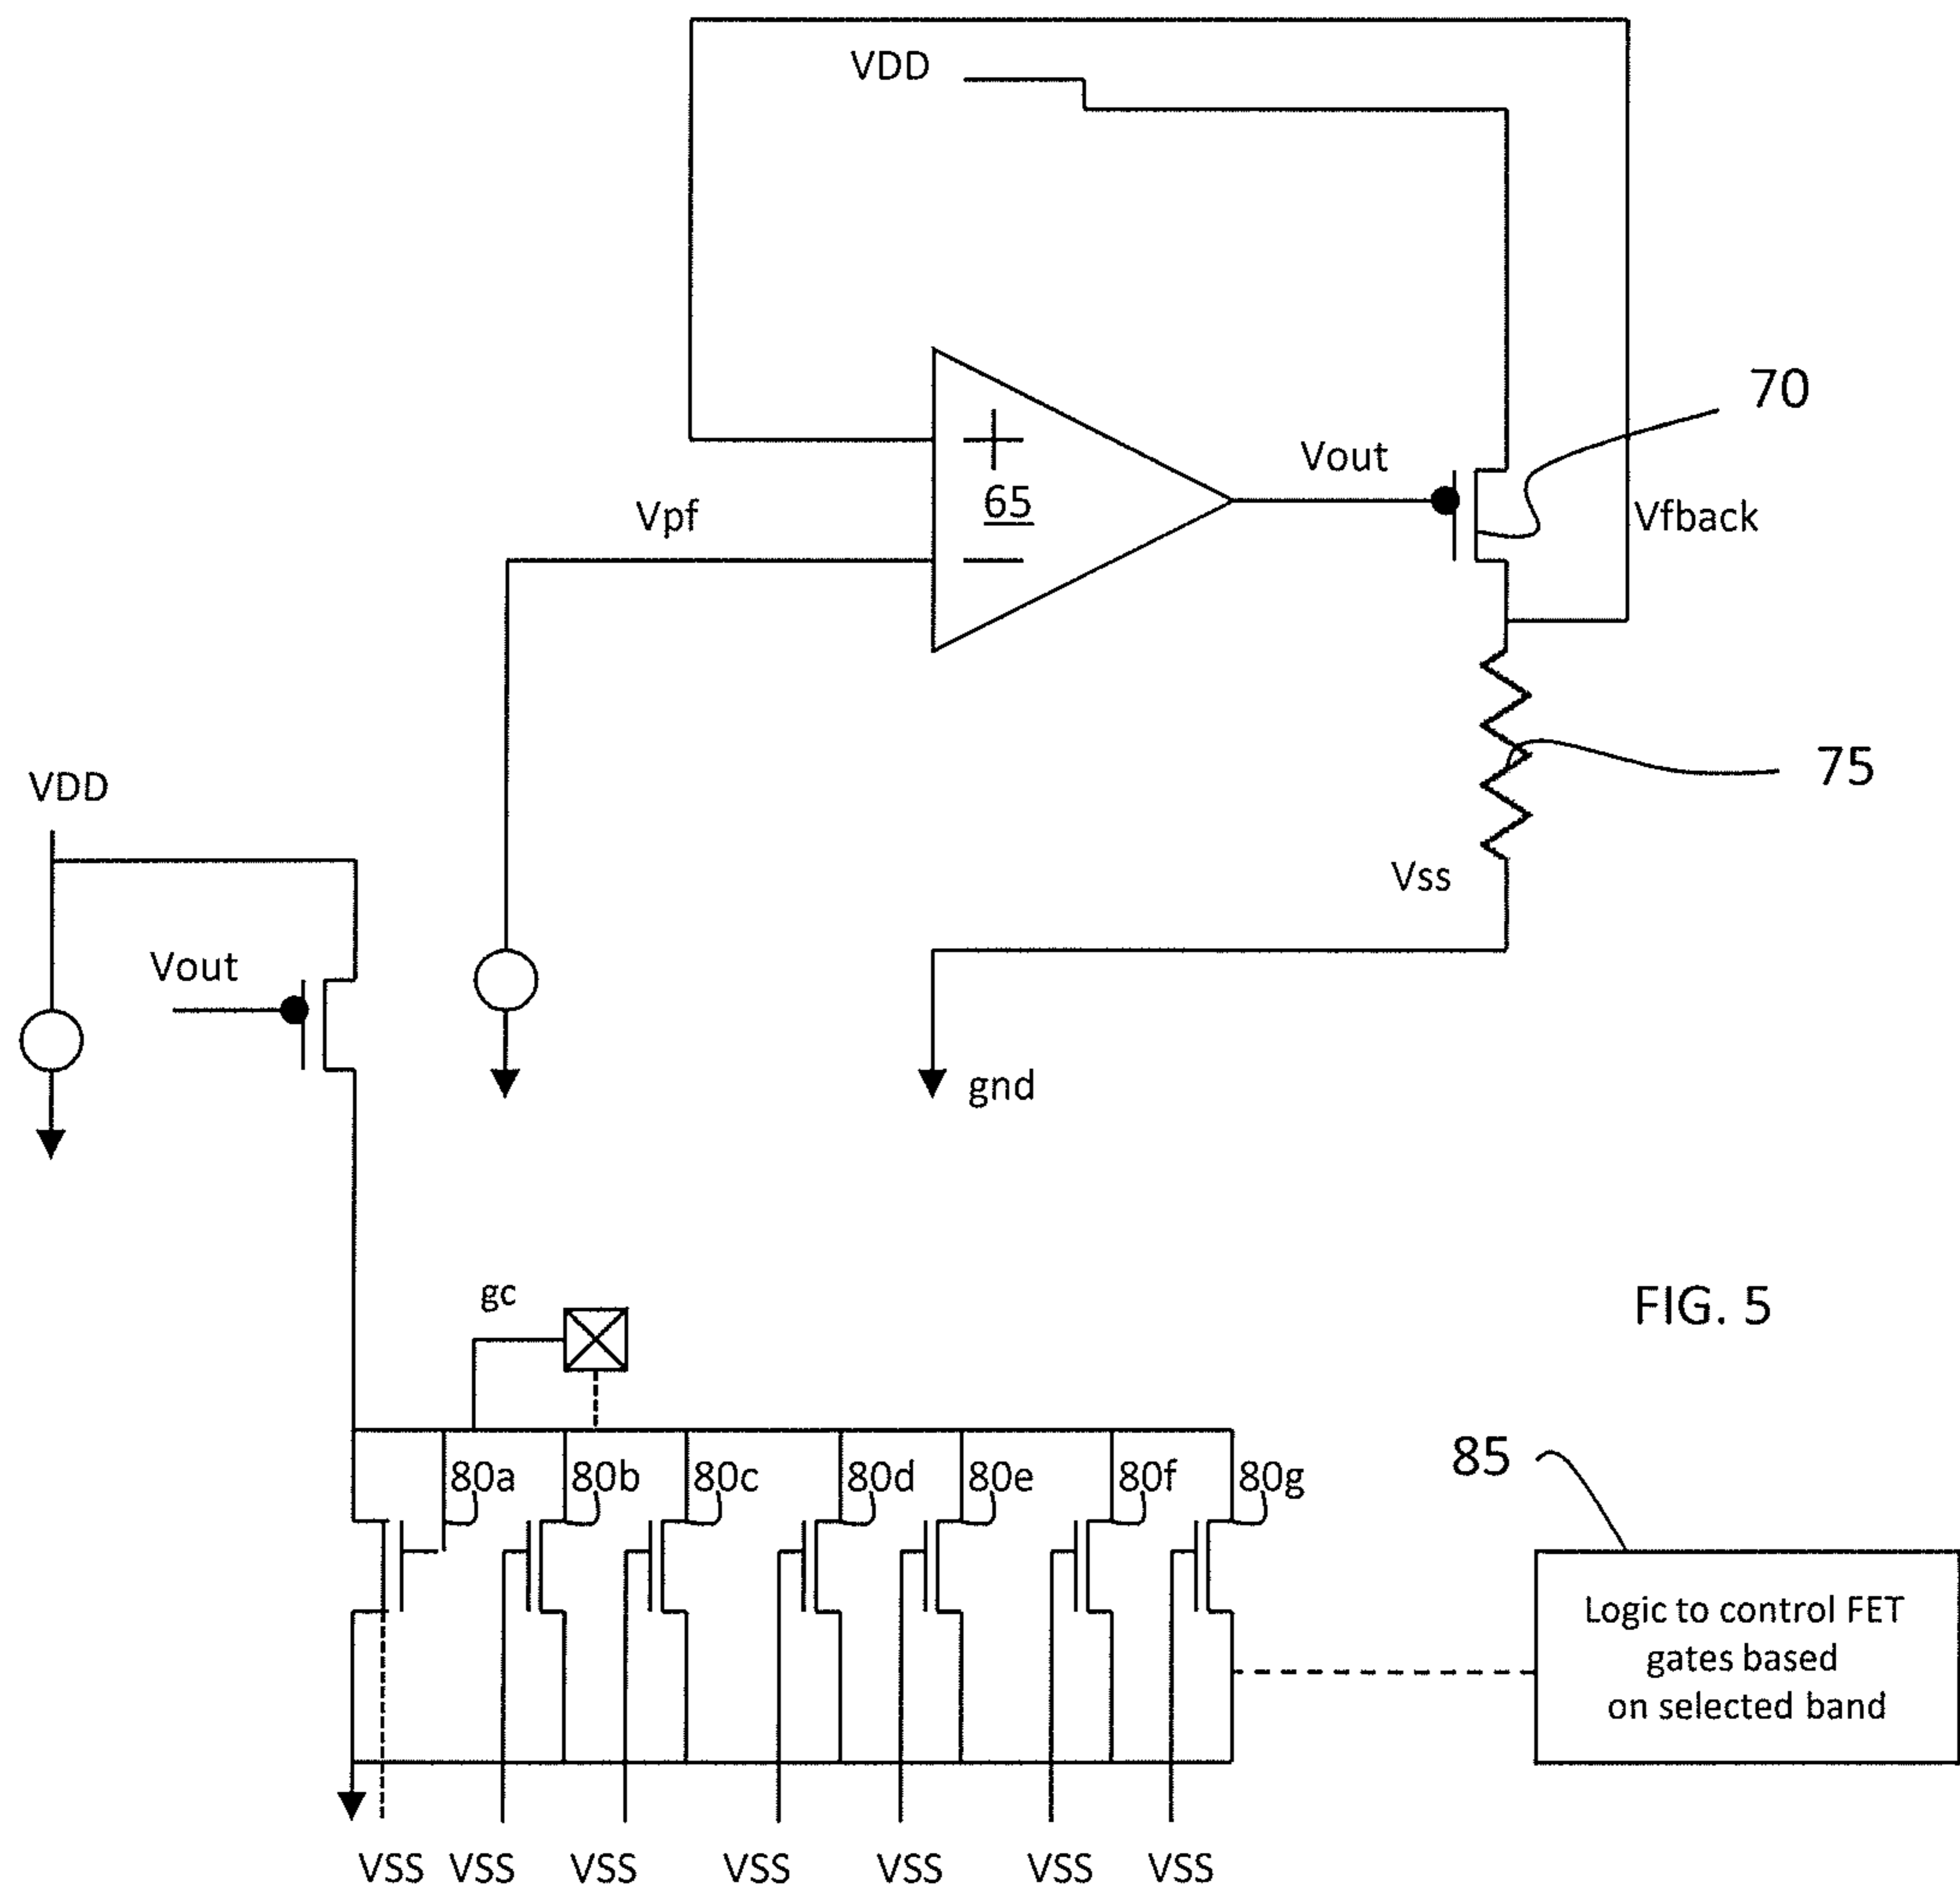 VDD
70
Vout
+
65
−
Vpf
Vfback
75
VDD
Vss
Vout
gnd
gc
FIG. 5
80a 80b 80c 80d 80e 80f 80g
85
Logic to control FET
gates based
on selected band
VSS VSS VSS VSS VSS VSS VSS